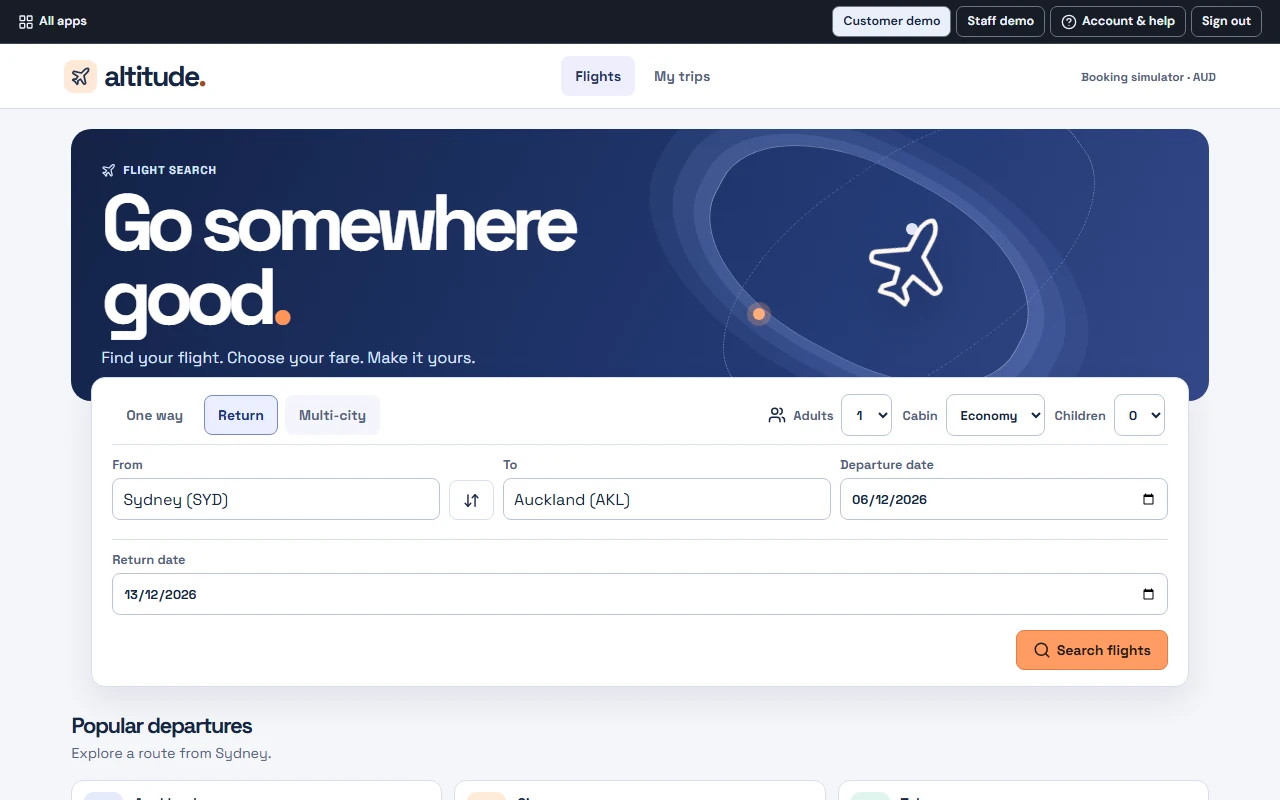 All apps
Customer demo
Staff demo
Account & help
Sign out
altitude.
Flights
My trips
Booking simulator · AUD
FLIGHT SEARCH
Go somewhere
good.
Find your flight. Choose your fare. Make it yours.
One way
Return
Multi-city
Adults
1
Cabin
Economy
Children
0
From
To
Departure date
Sydney (SYD)
Auckland (AKL)
06/12/2026
Return date
13/12/2026
Search flights
Popular departures
Explore a route from Sydney.